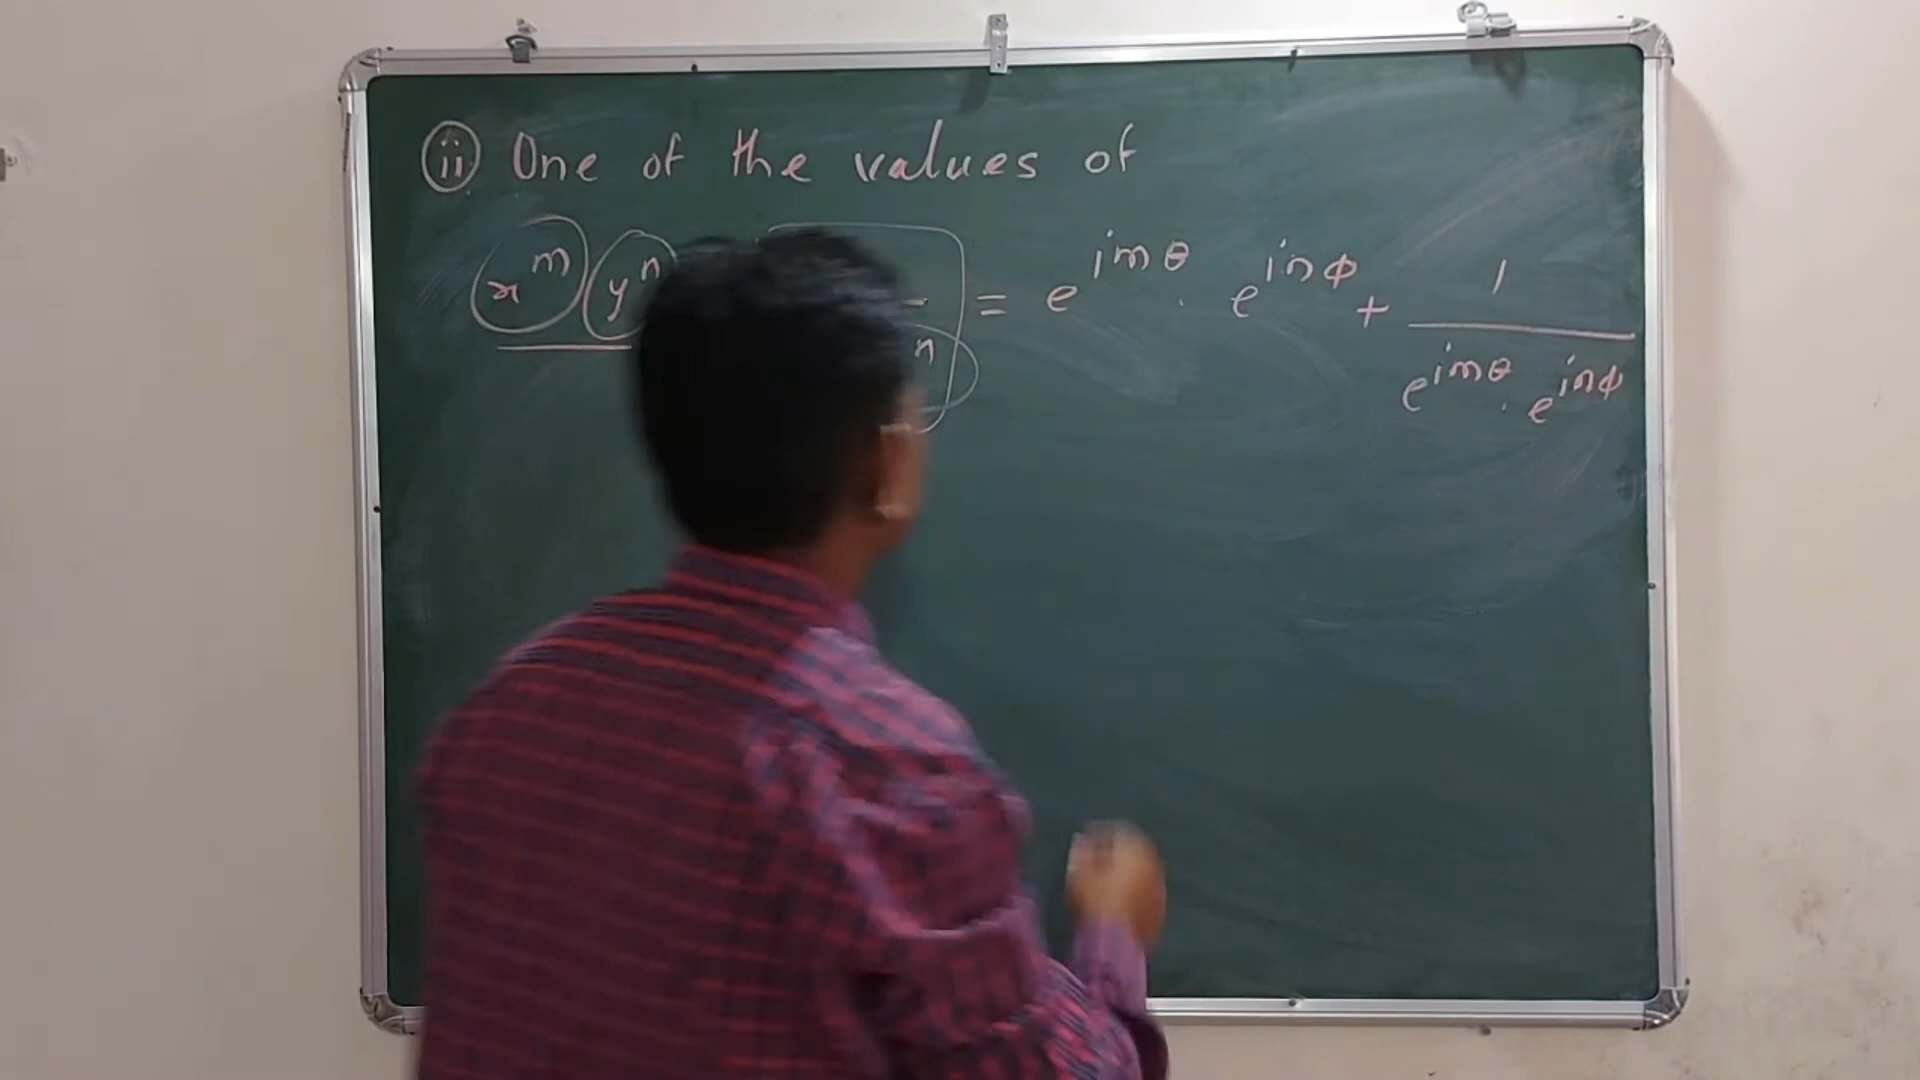 ii One of the values of
x^m y^n n = e^{imθ} . e^{inφ} + 1 / e^{imθ} . e^{inφ}